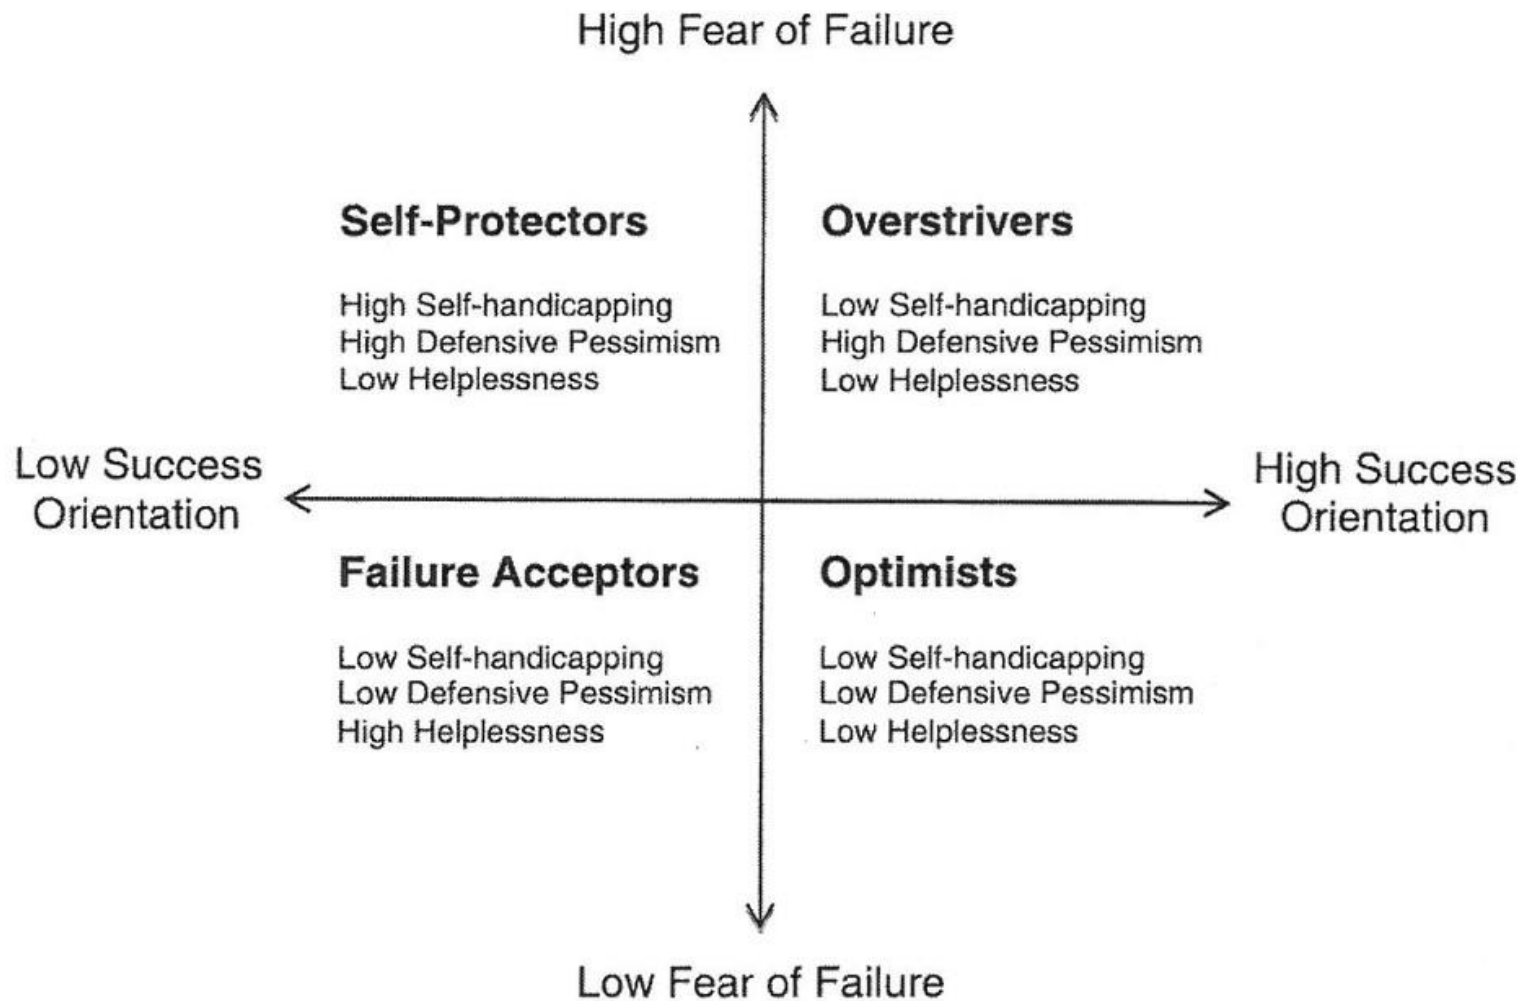 High Fear of Failure
Self-Protectors
High Self-handicapping
High Defensive Pessimism
Low Helplessness
Overstrivers
Low Self-handicapping
High Defensive Pessimism
Low Helplessness
Low Success
Orientation
High Success
Orientation
Failure Acceptors
Low Self-handicapping
Low Defensive Pessimism
High Helplessness
Optimists
Low Self-handicapping
Low Defensive Pessimism
Low Helplessness
Low Fear of Failure